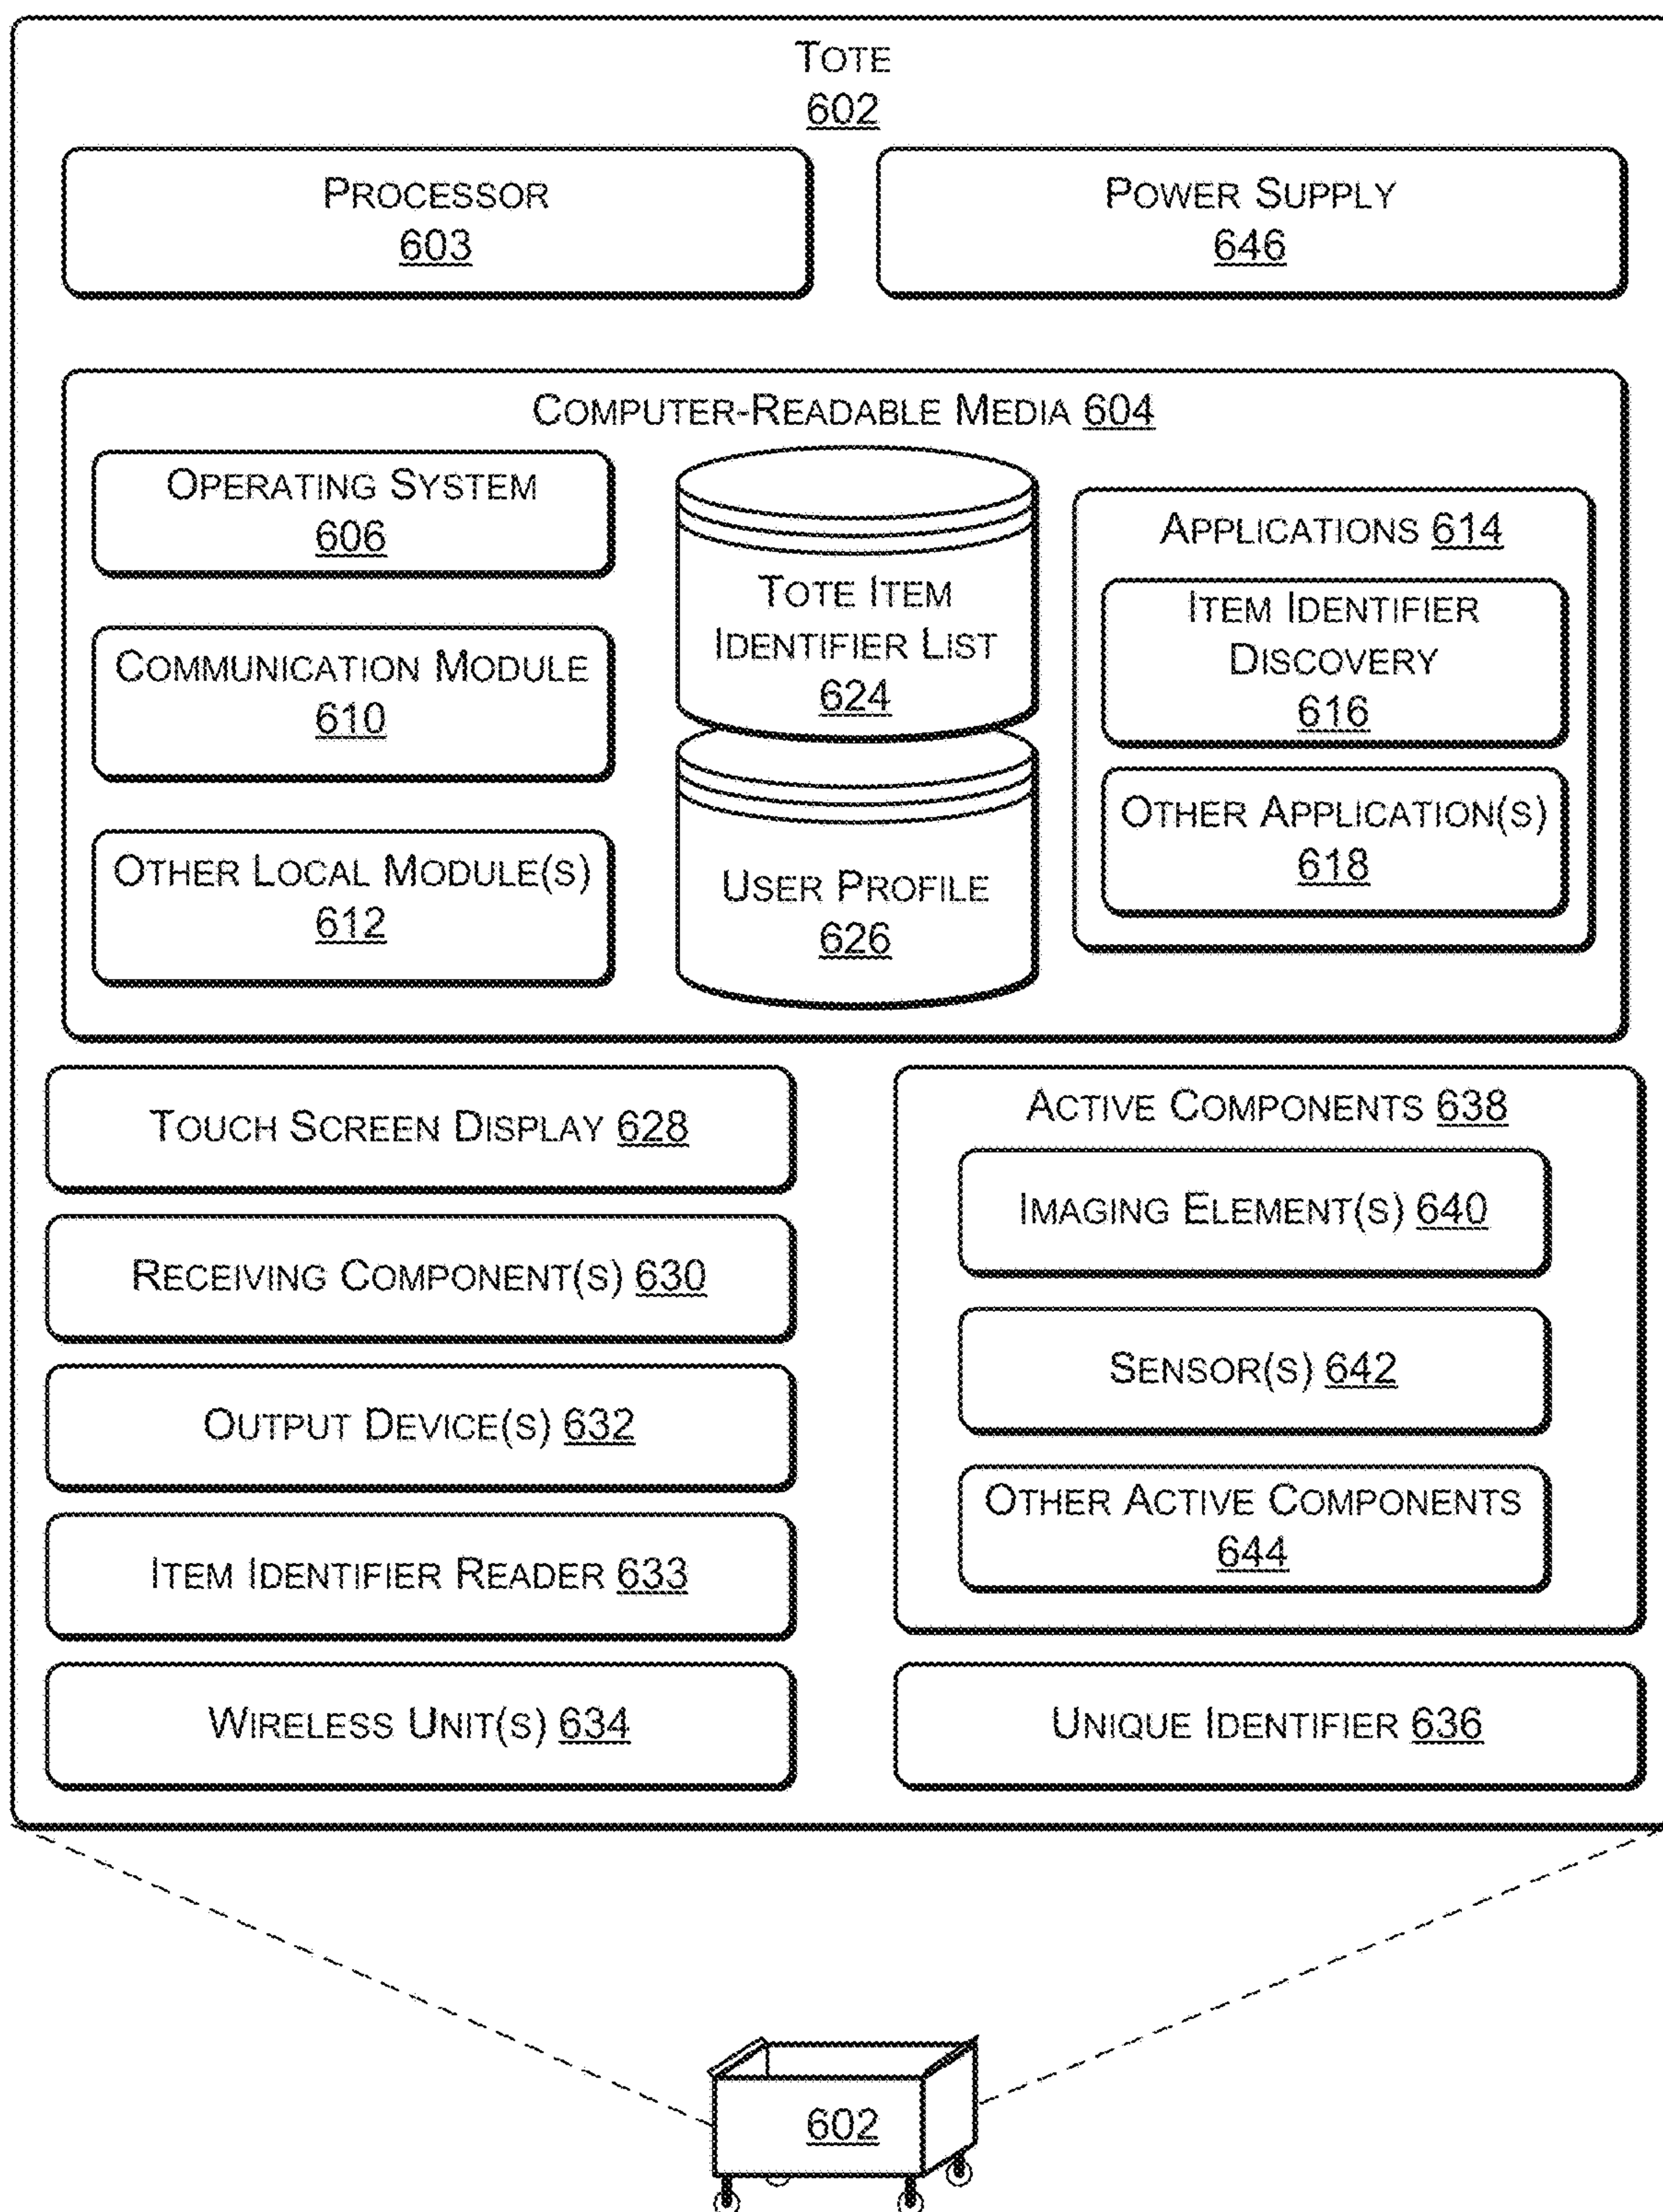 TOTE
602
PROCESSOR
603
POWER SUPPLY
646
COMPUTER-READABLE MEDIA 604
OPERATING SYSTEM
606
COMMUNICATION MODULE
610
OTHER LOCAL MODULE(S)
612
TOTE ITEM
IDENTIFIER LIST
624
USER PROFILE
626
APPLICATIONS 614
ITEM IDENTIFIER
DISCOVERY
616
OTHER APPLICATION(S)
618
TOUCH SCREEN DISPLAY 628
RECEIVING COMPONENT(S) 630
OUTPUT DEVICE(S) 632
ITEM IDENTIFIER READER 633
WIRELESS UNIT(S) 634
ACTIVE COMPONENTS 638
IMAGING ELEMENT(S) 640
SENSOR(S) 642
OTHER ACTIVE COMPONENTS
644
UNIQUE IDENTIFIER 636
602